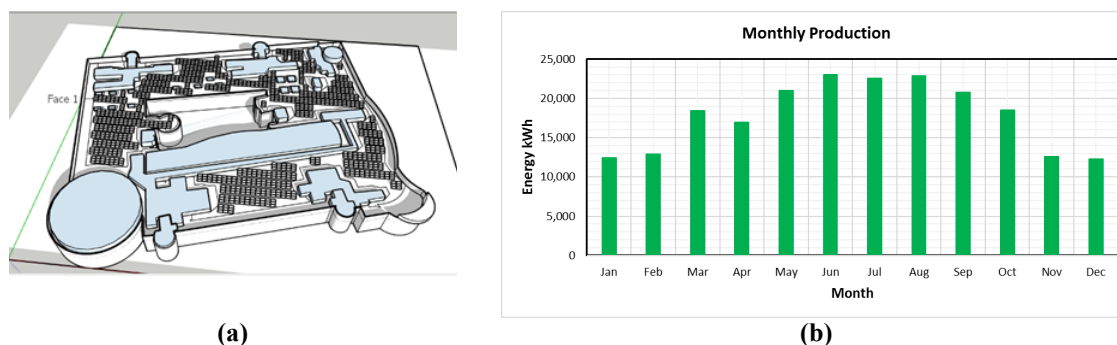 Face 1
(a)
Monthly Production
25,000
20,000
15,000
10,000
5,000
0
Energy kWh
Jan Feb Mar Apr May Jun Jul Aug Sep Oct Nov Dec
Month
(b)